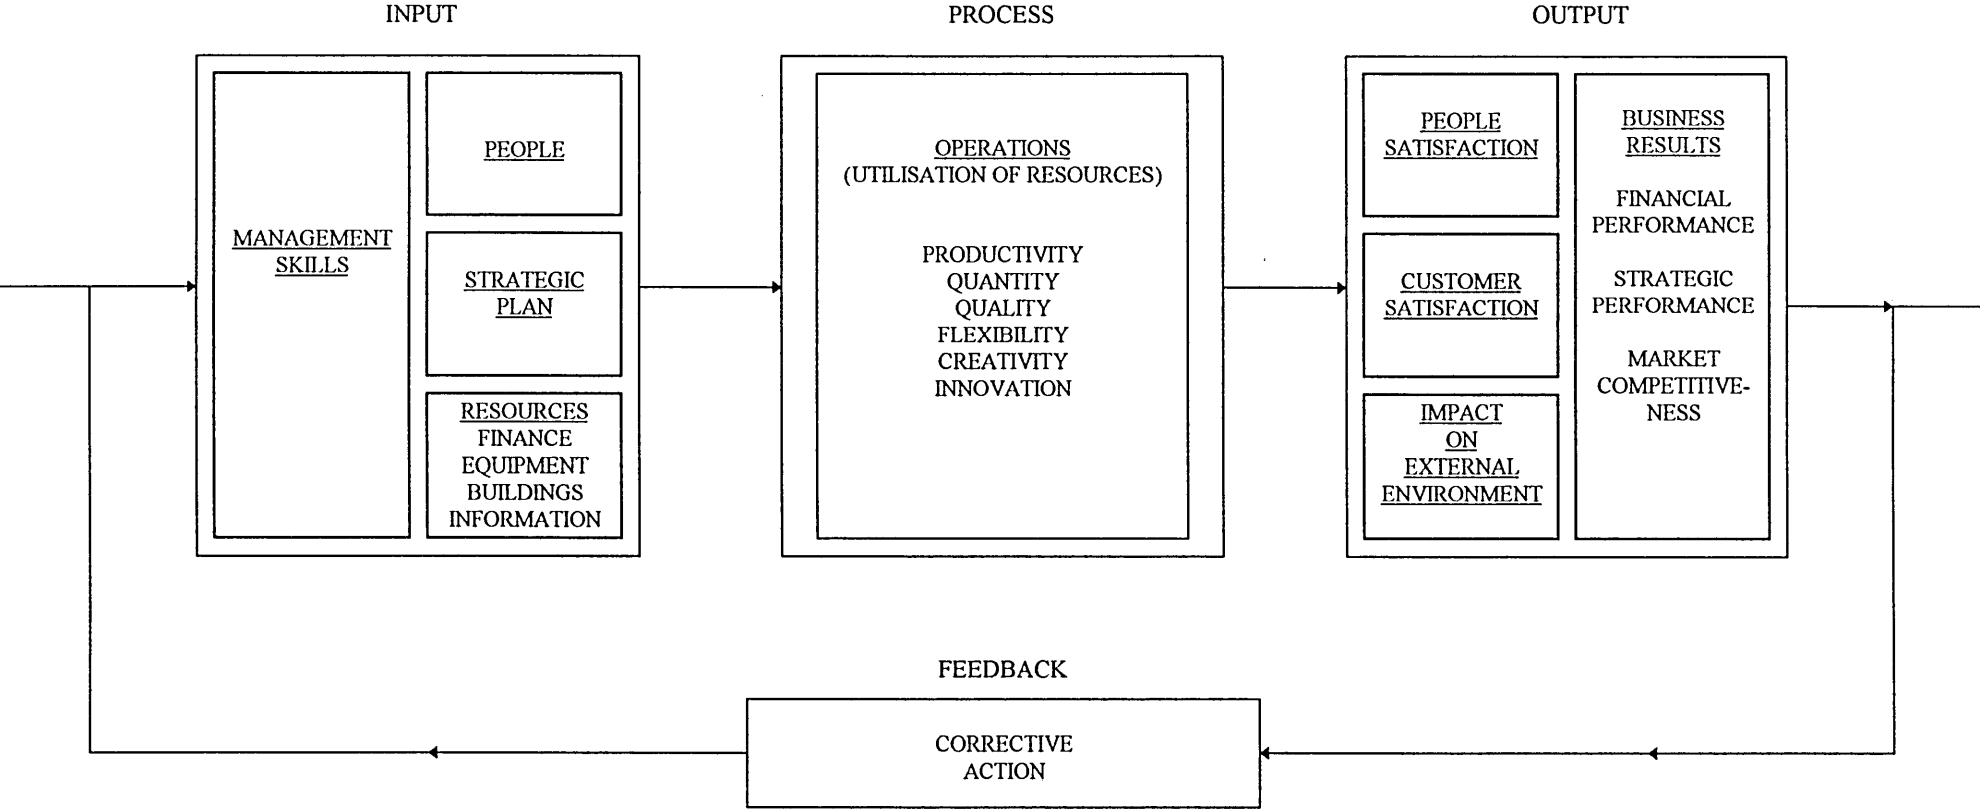 INPUT
MANAGEMENT
SKILLS
PEOPLE
STRATEGIC
PLAN
RESOURCES
FINANCE
EQUIPMENT
BUILDINGS
INFORMATION
PROCESS
OPERATIONS
(UTILISATION OF RESOURCES)
PRODUCTIVITY
QUANTITY
QUALITY
FLEXIBILITY
CREATIVITY
INNOVATION
OUTPUT
PEOPLE
SATISFACTION
CUSTOMER
SATISFACTION
IMPACT
ON
EXTERNAL
ENVIRONMENT
BUSINESS
RESULTS
FINANCIAL
PERFORMANCE
STRATEGIC
PERFORMANCE
MARKET
COMPETITIVE-
NESS
FEEDBACK
CORRECTIVE
ACTION